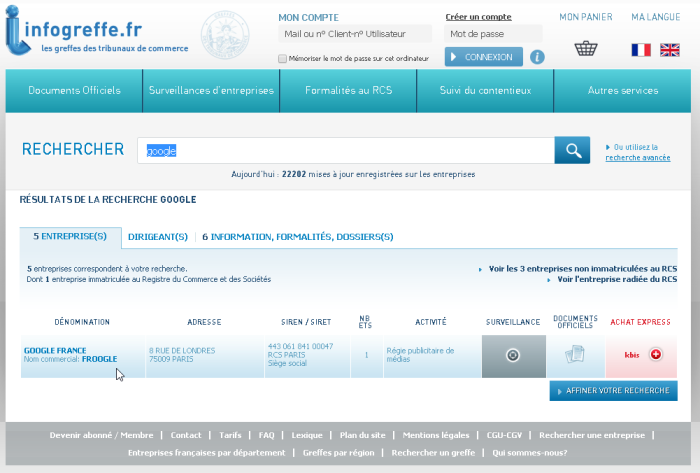 infogreffe.fr
les greffes des tribunaux de commerce
MON COMPTE
Mail ou n° Client-n° Utilisateur
Mémoriser le mot de passe sur cet ordinateur
Créer un compte
Mot de passe
CONNEXION
i
MON PANIER
MA LANGUE
Documents Officiels
Surveillances d'entreprises
Formalités au RCS
Suivi du contentieux
Autres services
RECHERCHER
google
Ou utilisez la
recherche avancée
Aujourd'hui : 22202 mises à jour enregistrées sur les entreprises
RÉSULTATS DE LA RECHERCHE GOOGLE
5 ENTREPRISE(S)
DIRIGEANT(S)
6 INFORMATION, FORMALITÉS, DOSSIERS(S)
5 entreprises correspondent à votre recherche.
Dont 1 entreprise immatriculée au Registre du Commerce et des Sociétés
Voir les 3 entreprises non immatriculées au RCS
Voir l'entreprise radiée du RCS
DÉNOMINATION
ADRESSE
SIREN / SIRET
NB
ETS
ACTIVITÉ
SURVEILLANCE
DOCUMENTS
OFFICIELS
ACHAT EXPRESS
GOOGLE FRANCE
Nom commercial: FROOGLE
8 RUE DE LONDRES
75009 PARIS
443 061 841 00047
RCS PARIS
Siège social
1
Régie publicitaire de
médias
kbis
AFFINER VOTRE RECHERCHE
Devenir abonné / Membre | Contact | Tarifs | FAQ | Lexique | Plan du site | Mentions légales | CGU-CGV | Rechercher une entreprise |
Entreprises françaises par département | Greffes par région | Rechercher un greffe | Qui sommes-nous?